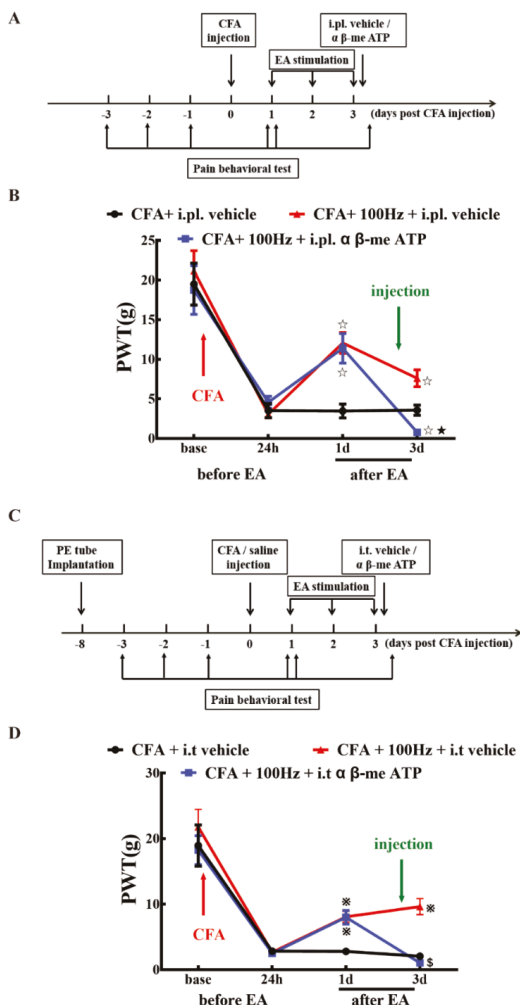 A
CFA
injection
i.pl. vehicle /
α β-me ATP
EA stimulation
-3 -2 -1 0 1 2 3 (days post CFA injection)
Pain behavioral test
B
CFA+ i.pl. vehicle CFA+ 100Hz + i.pl. vehicle
CFA+ 100Hz + i.pl. α β-me ATP
PWT(g)
25
20
15
10
5
0
CFA
injection
☆
☆
☆
☆ ★
base 24h 1d 3d
before EA after EA
C
PE tube
Implantation
CFA / saline
injection
i.t. vehicle /
α β-me ATP
EA stimulation
-8 -3 -2 -1 0 1 2 3 (days post CFA injection)
Pain behavioral test
D
CFA + i.t vehicle CFA + 100Hz + i.t vehicle
CFA + 100Hz + i.t α β-me ATP
PWT(g)
30
20
10
0
CFA
injection
※
※
※
$
base 24h 1d 3d
before EA after EA